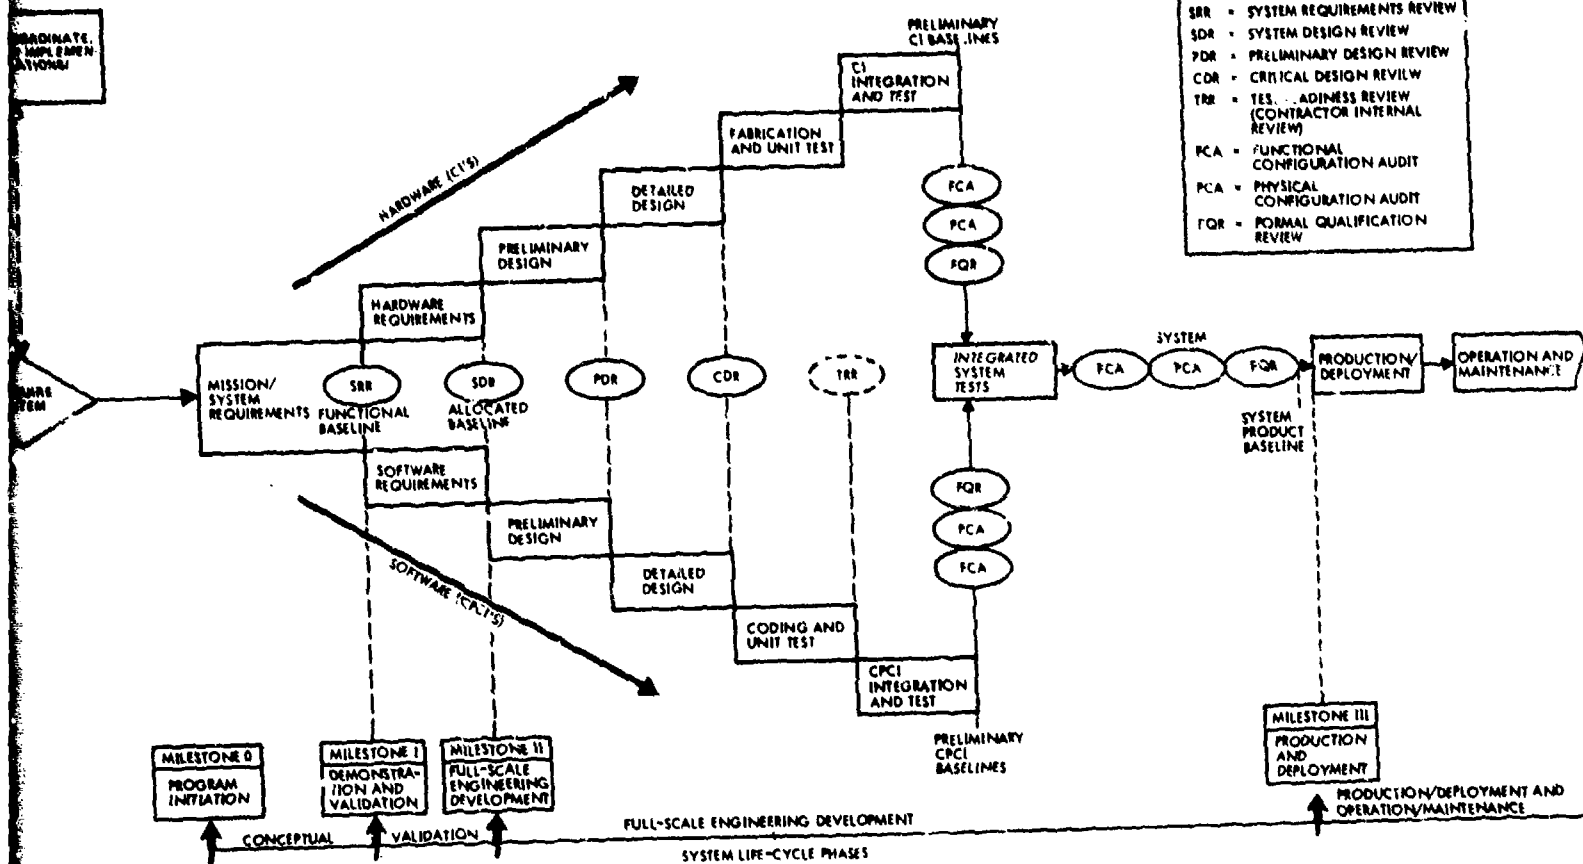 PRELIMINARY
CI BASELINES
SRR = SYSTEM REQUIREMENTS REVIEW
SDR = SYSTEM DESIGN REVIEW
PDR = PRELIMINARY DESIGN REVIEW
CDR = CRITICAL DESIGN REVIEW
TRR = REVIEW
(CONTRACTOR INTERNAL
REVIEW)
FCA = FUNCTIONAL
CONFIGURATION AUDIT
PCA = PHYSICAL
CONFIGURATION AUDIT
FQR = FORMAL QUALIFICATION
REVIEW
CI
INTEGRATION
AND TEST
FABRICATION
AND UNIT TEST
HARDWARE (CI'S)
DETAILED
DESIGN
PRELIMINARY
DESIGN
HARDWARE
REQUIREMENTS
FCA
PCA
FQR
MISSION/
SYSTEM
REQUIREMENTS
SRR
FUNCTIONAL
BASELINE
SDR
ALLOCATED
BASELINE
PDR
CDR
TRR
INTEGRATED
SYSTEM
TESTS
SYSTEM
FCA
PCA
FQR
PRODUCTION/
DEPLOYMENT
OPERATION AND
MAINTENANCE
SYSTEM
PRODUCT
BASELINE
SOFTWARE
REQUIREMENTS
PRELIMINARY
DESIGN
DETAILED
DESIGN
SOFTWARE (CPCI'S)
CODING AND
UNIT TEST
CPCI
INTEGRATION
AND TEST
FQR
PCA
FCA
PRELIMINARY
CPCI
BASELINES
MILESTONE 0
PROGRAM
INITIATION
MILESTONE I
DEMONSTRA-
TION AND
VALIDATION
MILESTONE II
FULL-SCALE
ENGINEERING
DEVELOPMENT
MILESTONE III
PRODUCTION
AND
DEPLOYMENT
CONCEPTUAL
VALIDATION
FULL-SCALE ENGINEERING DEVELOPMENT
PRODUCTION/DEPLOYMENT AND
OPERATION/MAINTENANCE
SYSTEM LIFE-CYCLE PHASES